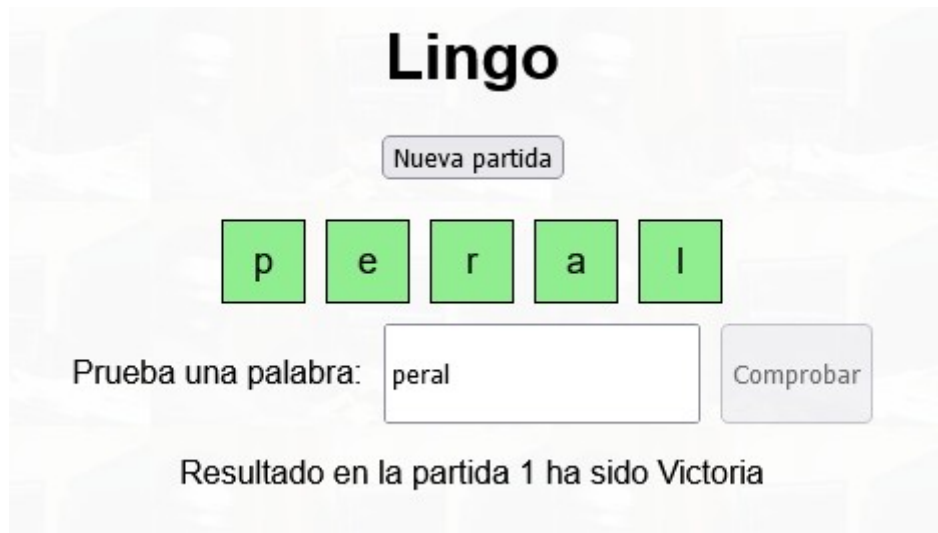 Lingo
Nueva partida
p e r a l
Prueba una palabra: peral Comprobar
Resultado en la partida 1 ha sido Victoria